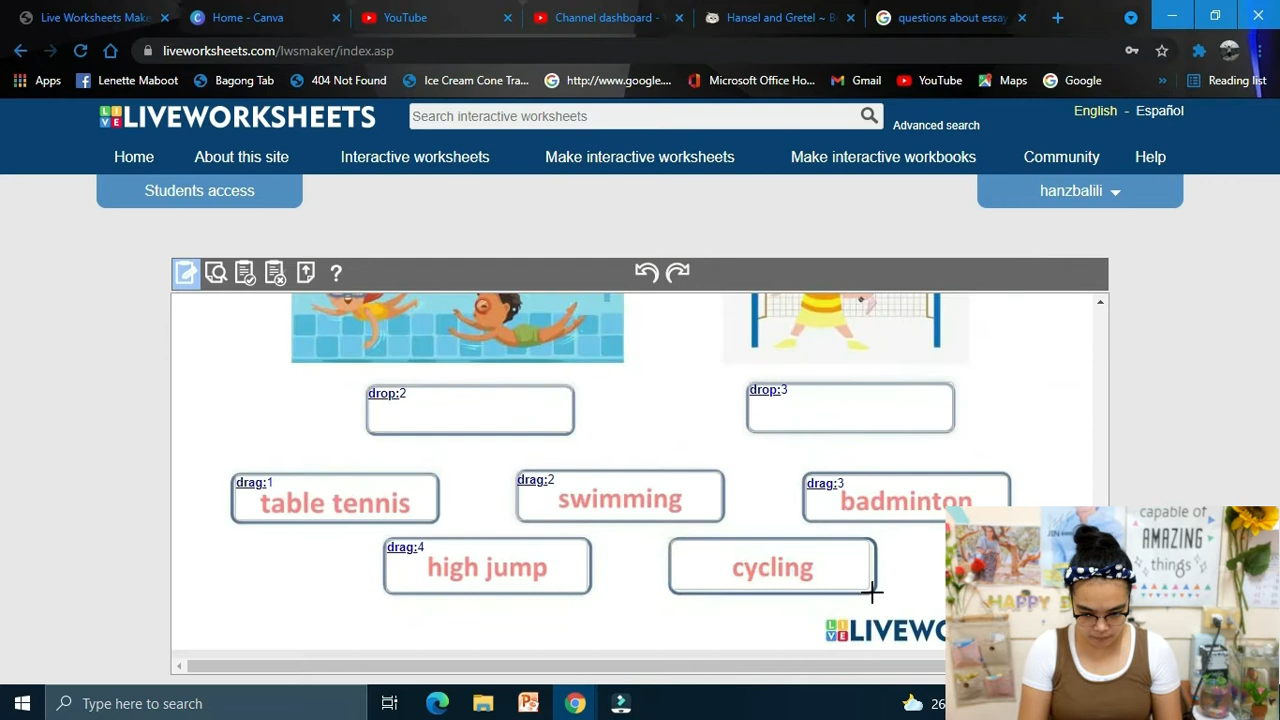 Live Worksheets Make
Home - Canva
YouTube
Channel dashboard -
Hansel and Gretel ~ B
questions about essay
liveworksheets.com/lwsmaker/index.asp
Apps
Lenette Maboot
Bagong Tab
404 Not Found
Ice Cream Cone Tra...
http://www.google....
Microsoft Office Ho...
Gmail
YouTube
Maps
Google
»
Reading list
LIVE LIVEWORKSHEETS
Search interactive worksheets
Advanced search
English - Español
Home
About this site
Interactive worksheets
Make interactive worksheets
Make interactive workbooks
Community
Help
Students access
hanzbalili
?
drop:2
drop:3
drag:1
table tennis
drag:2
swimming
drag:3
badminton
drag:4
high jump
cycling
LIVE LIVEWO
capable of
AMAZING
things
HAPPY
Type here to search
26